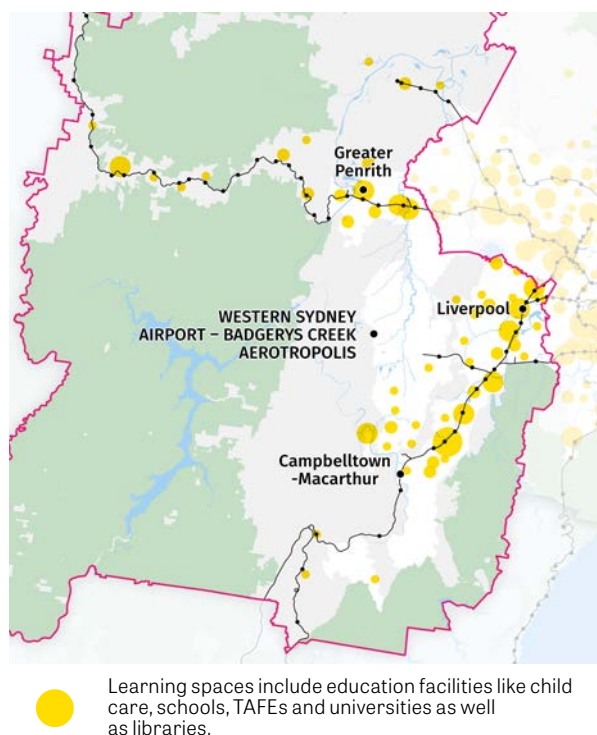 Greater
Penrith
Liverpool
WESTERN SYDNEY
AIRPORT – BADGERYS CREEK
AEROTROPOLIS
Campbelltown
-Macarthur
Learning spaces include education facilities like child
care, schools, TAFEs and universities as well
as libraries.